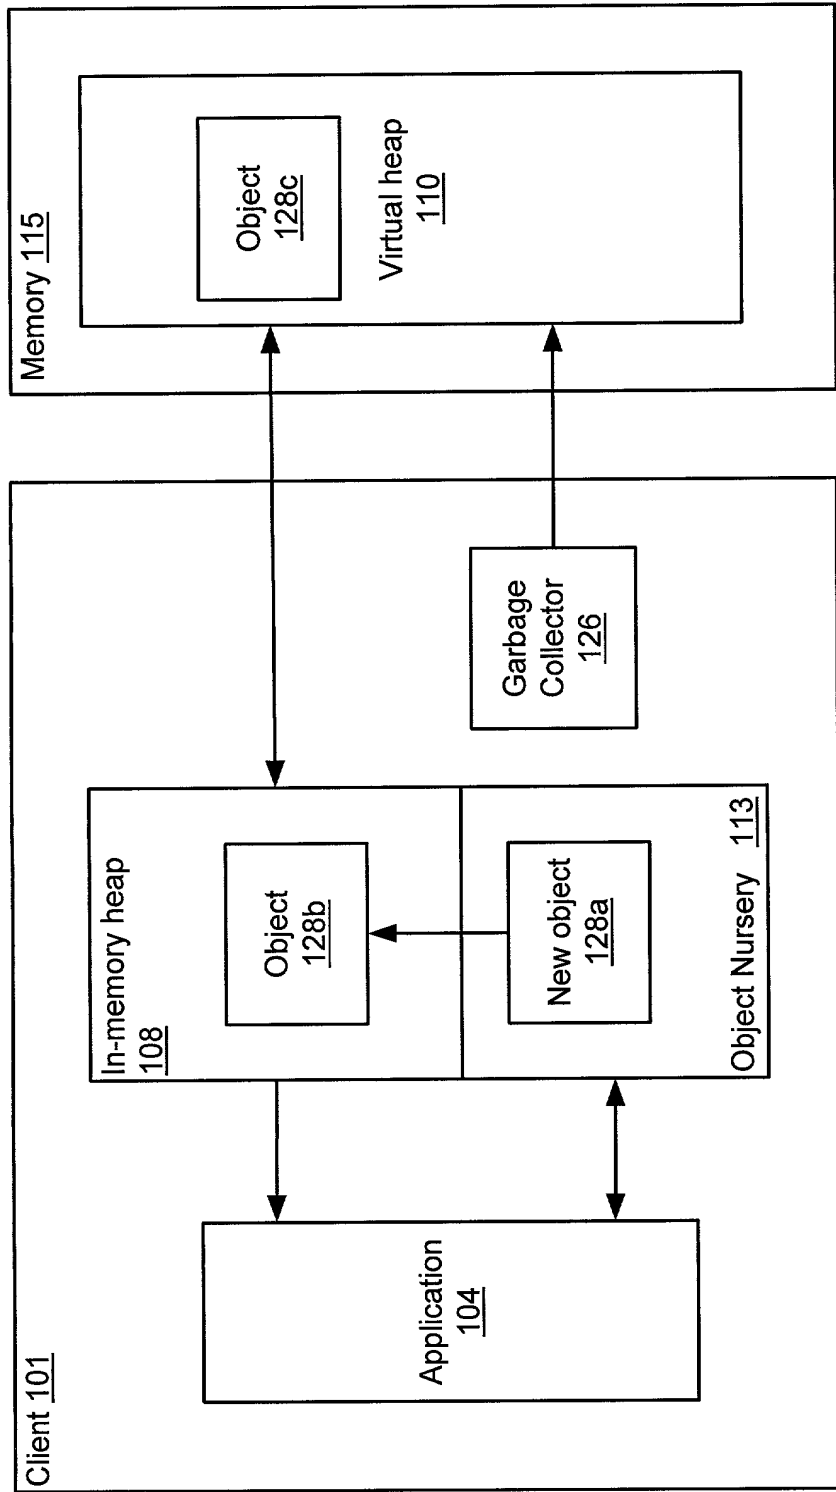 Client 101
Application
104
In-memory heap
108
Object
128b
New object
128a
Object Nursery 113
Garbage
Collector
126
Memory 115
Object
128c
Virtual heap
110